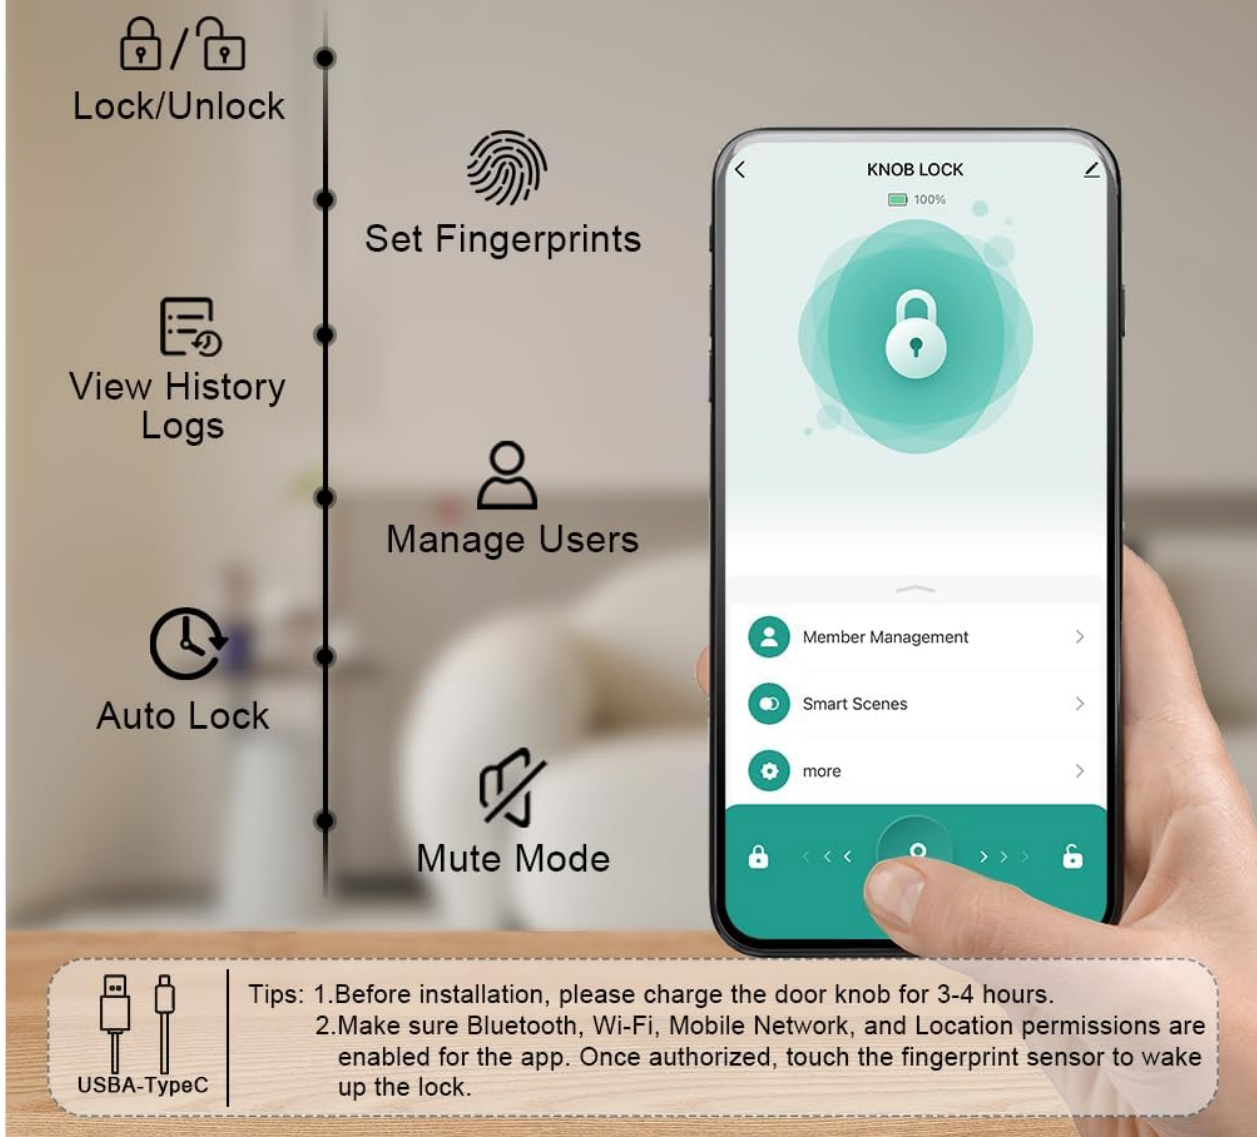 Lock/Unlock
Set Fingerprints
View History
Logs
Manage Users
Auto Lock
Mute Mode
KNOB LOCK
100%
Member Management
Smart Scenes
more
USBA-TypeC
Tips: 1.Before installation, please charge the door knob for 3-4 hours.
2.Make sure Bluetooth, Wi-Fi, Mobile Network, and Location permissions are
enabled for the app. Once authorized, touch the fingerprint sensor to wake
up the lock.